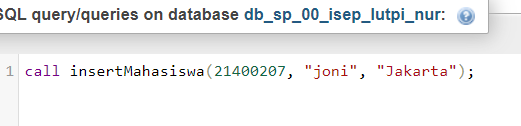 SQL query/queries on database db_sp_00_isep_lutpi_nur:
1 call insertMahasiswa(21400207, "joni", "Jakarta");